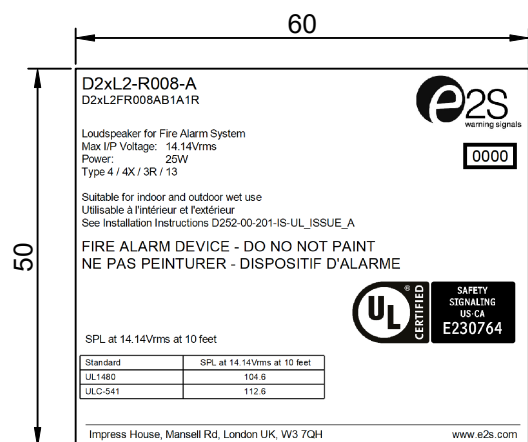 60
50
D2xL2-R008-A
D2xL2FR008AB1A1R
e2S
warning signals
0000
Loudspeaker for Fire Alarm System
Max I/P Voltage: 14.14Vrms
Power: 25W
Type 4 / 4X / 3R / 13
Suitable for indoor and outdoor wet use
Utilisable à l'intérieur et l'extérieur
See Installation Instructions D252-00-201-IS-UL_ISSUE_A
FIRE ALARM DEVICE - DO NO NOT PAINT
NE PAS PEINTURER - DISPOSITIF D'ALARME
UL ®
CERTIFIED
SAFETY
SIGNALING
US-CA
E230764
SPL at 14.14Vrms at 10 feet
Standard SPL at 14.14Vrms at 10 feet
UL1480 104.6
ULC-541 112.6
Impress House, Mansell Rd, London UK, W3 7QH www.e2s.com